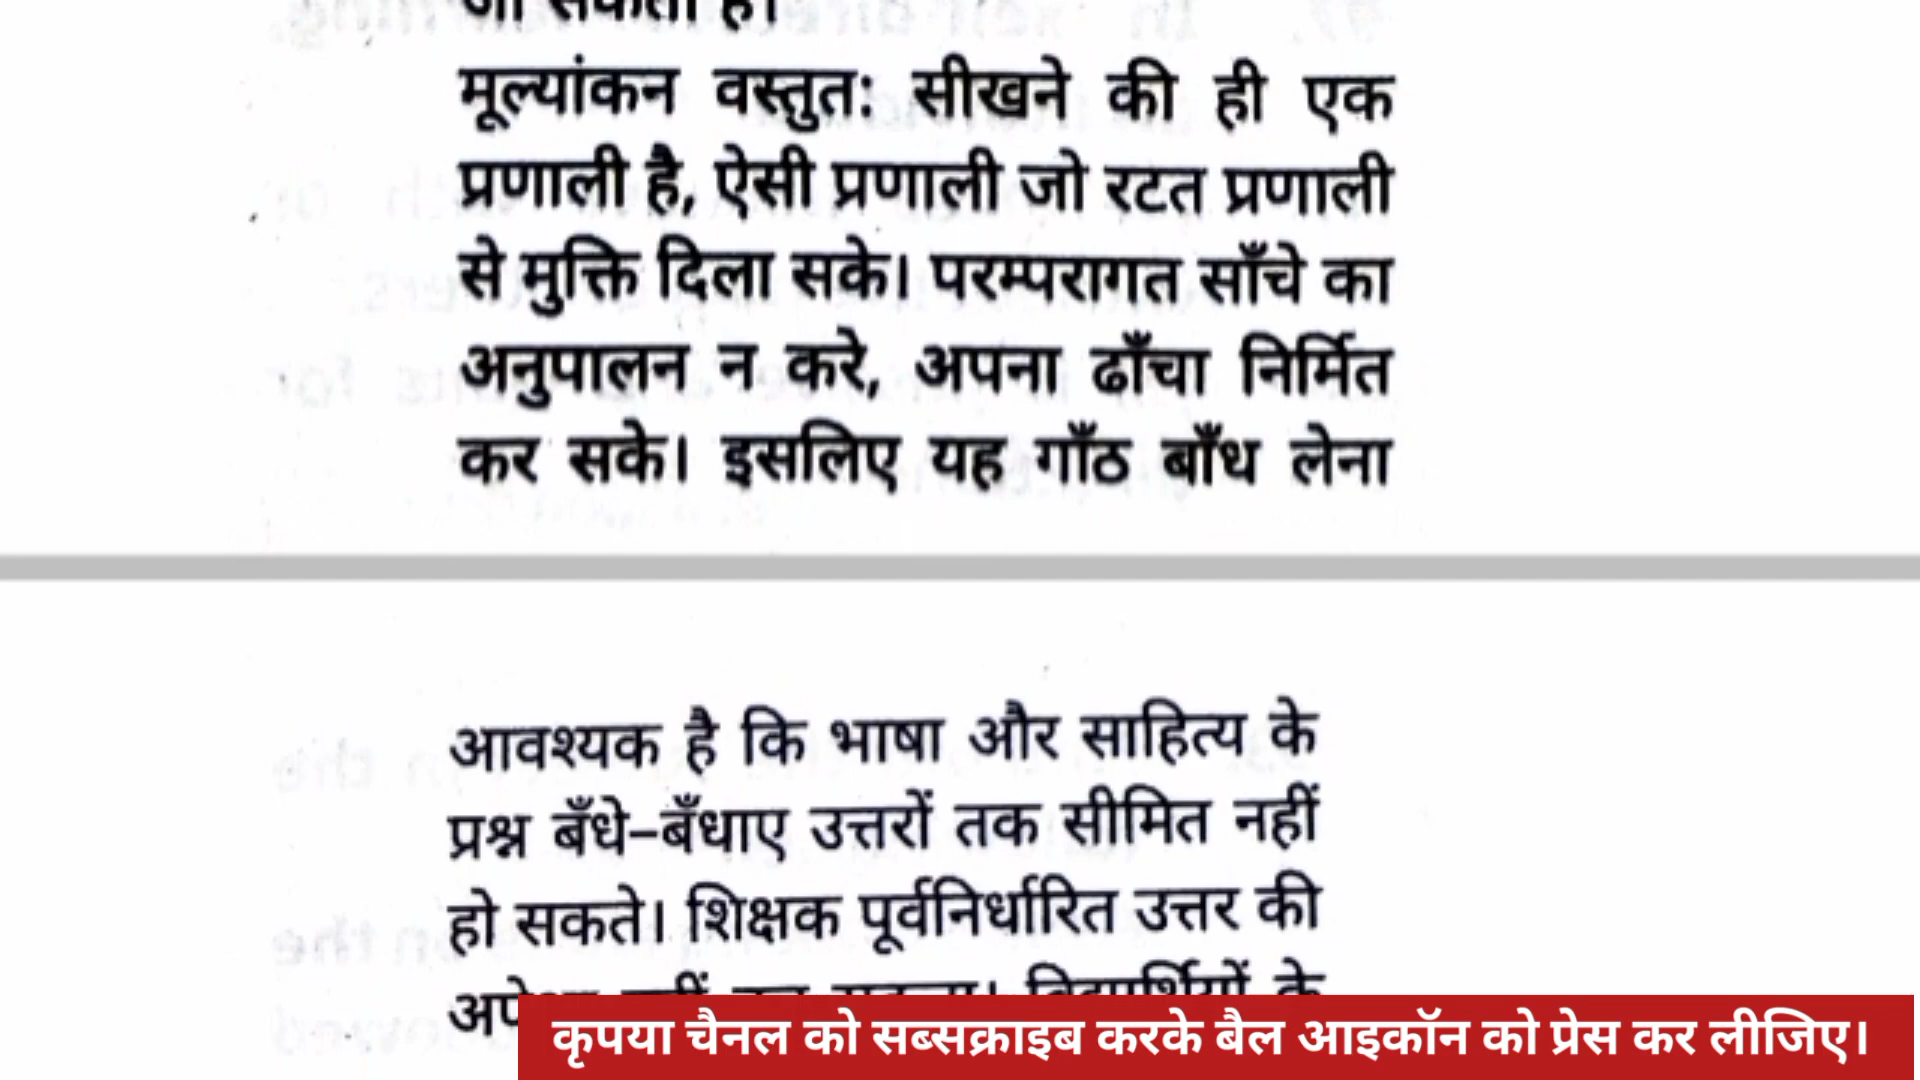 जा सकता है।
मूल्यांकन वस्तुतः सीखने की ही एक
प्रणाली है, ऐसी प्रणाली जो रटत प्रणाली
से मुक्ति दिला सके। परम्परागत साँचे का
अनुपालन न करे, अपना ढाँचा निर्मित
कर सके। इसलिए यह गाँठ बाँध लेना
आवश्यक है कि भाषा और साहित्य के
प्रश्न बँधे-बँधाए उत्तरों तक सीमित नहीं
हो सकते। शिक्षक पूर्वनिर्धारित उत्तर की
विद्यार्थियों के
कृपया चैनल को सब्सक्राइब करके बैल आइकॉन को प्रेस कर लीजिए।